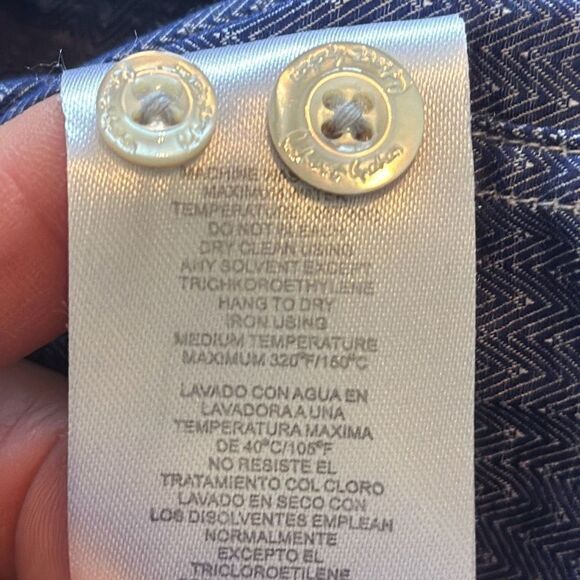 MACHINE
MAXIMUM
TEMPERATURE
DO NOT BLEACH
DRY CLEAN USING
ANY SOLVENT EXCEPT
TRICHKOROETHYLENE
HANG TO DRY
IRON USING
MEDIUM TEMPERATURE
MAXIMUM 320°F/160°C
LAVADO CON AGUA EN
LAVADORA A UNA
TEMPERATURA MAXIMA
DE 40°C/105°F
NO RESISTE EL
TRATAMIENTO COL CLORO
LAVADO EN SECO CON
LOS DISOLVENTES EMPLEAH
NORMALMENTE
EXCEPTO EL
TRICLOROETILENE